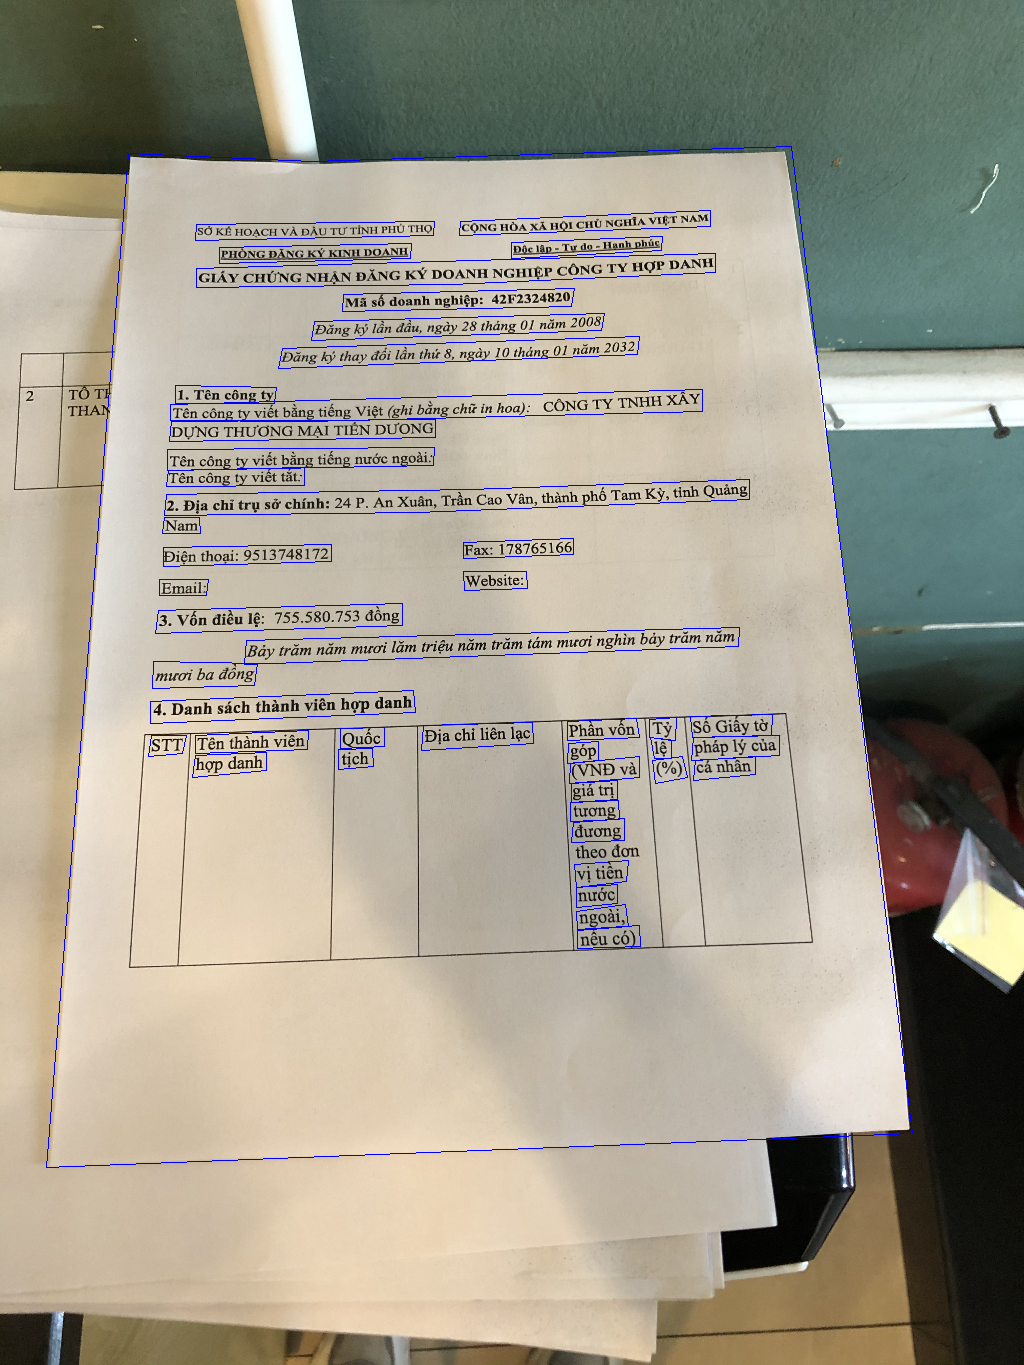 SỞ KẾ HOẠCH VÀ ĐẦU TƯ TỈNH PHÚ THỌ
CỘNG HÒA XÃ HỘI CHỦ NGHĨA VIỆT NAM
PHÒNG ĐĂNG KÝ KINH DOANH
Độc lập - Tự do - Hạnh phúc
GIẤY CHỨNG NHẬN ĐĂNG KÝ DOANH NGHIỆP CÔNG TY HỢP DANH
Mã số doanh nghiệp: 42F2324820
Đăng ký lần đầu, ngày 28 tháng 01 năm 2008
Đăng ký thay đổi lần thứ 8, ngày 10 tháng 01 năm 2032
1. Tên công ty
Tên công ty viết bằng tiếng Việt (ghi bằng chữ in hoa): CÔNG TY TNHH XÂY
DỰNG THƯƠNG MẠI TIẾN DƯƠNG
Tên công ty viết bằng tiếng nước ngoài:
Tên công ty viết tắt:
2. Địa chỉ trụ sở chính: 24 P. An Xuân, Trần Cao Vân, thành phố Tam Kỳ, tỉnh Quảng
Nam
Điện thoại: 9513748172
Fax: 178765166
Email:
Website:
3. Vốn điều lệ: 755.580.753 đồng
Bảy trăm năm mươi lăm triệu năm trăm tám mươi nghìn bảy trăm năm
mươi ba đồng
4. Danh sách thành viên hợp danh
STT
Tên thành viên
hợp danh
Quốc
tịch
Địa chỉ liên lạc
Phần vốn
góp
(VNĐ và
giá trị
tương
đương
theo đơn
vị tiền
nước
ngoài,
nếu có)
Tỷ
lệ
(%)
Số Giấy tờ
pháp lý của
cá nhân
2
TÔ